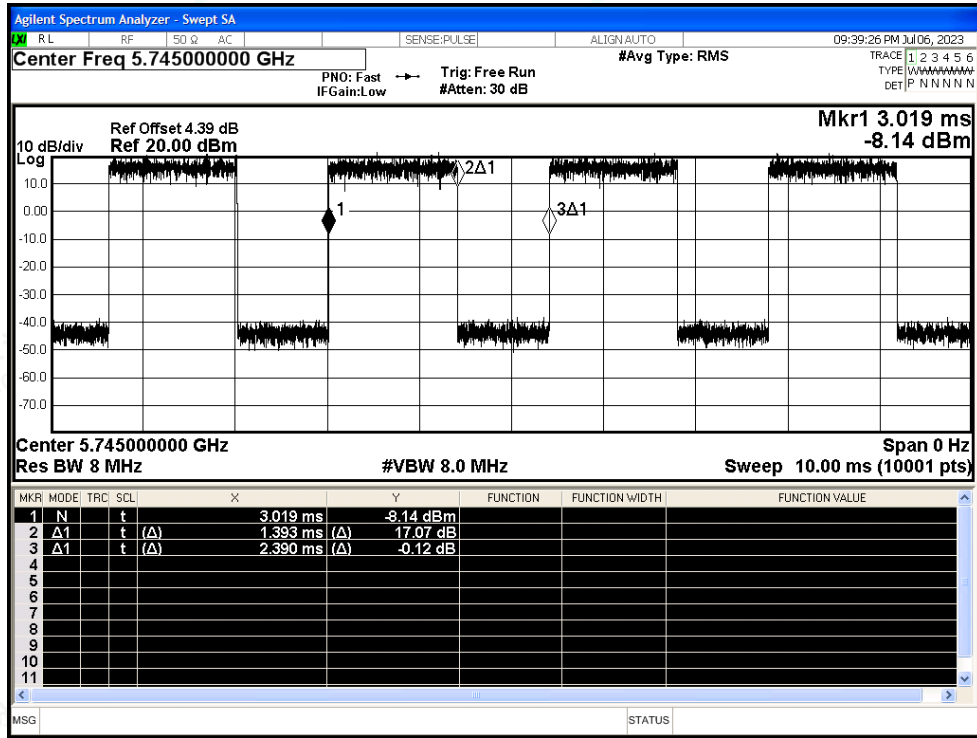 Agilent Spectrum Analyzer - Swept SA
LXI RL RF 50 Ω AC SENSE:PULSE ALIGN AUTO 09:39:26 PM Jul 06, 2023
Center Freq 5.745000000 GHz #Avg Type: RMS TRACE 1 2 3 4 5 6
PNO: Fast Trig: Free Run TYPE WWWWWW
IFGain:Low #Atten: 30 dB DET P N N N N N
Mkr1 3.019 ms
-8.14 dBm
Ref Offset 4.39 dB
10 dB/div Ref 20.00 dBm
Log
10.0
0.00
-10.0
-20.0
-30.0
-40.0
-50.0
-60.0
-70.0
2Δ1
1
3Δ1
Center 5.745000000 GHz Span 0 Hz
Res BW 8 MHz #VBW 8.0 MHz Sweep 10.00 ms (10001 pts)
MKR MODE TRC SCL X Y FUNCTION FUNCTION WIDTH FUNCTION VALUE
1 N t 3.019 ms -8.14 dBm
2 Δ1 t (Δ) 1.393 ms (Δ) 17.07 dB
3 Δ1 t (Δ) 2.390 ms (Δ) -0.12 dB
4
5
6
7
8
9
10
11
MSG STATUS